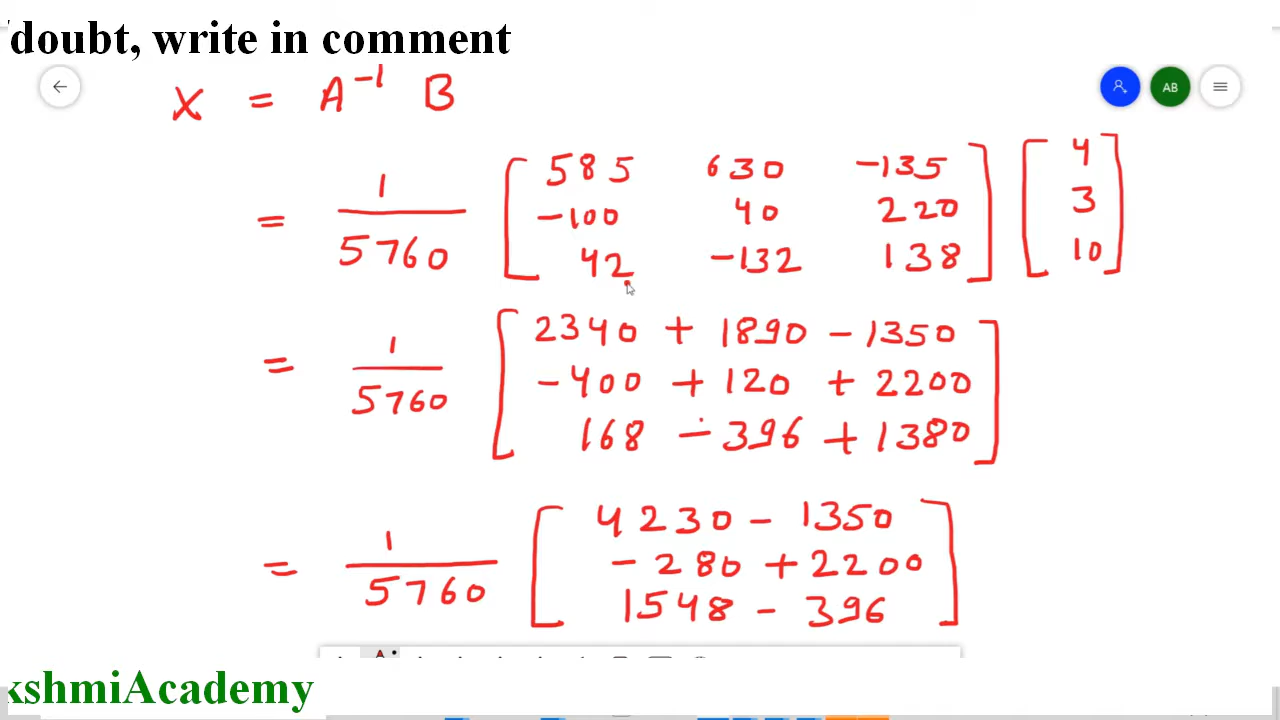 doubt, write in comment
AB
X = A⁻¹ B
= 1/5760 [585 630 -135] [4]
[-100 40 220] [3]
[42 -132 138] [10]
= 1/5760 [2340 + 1890 - 1350]
[-400 + 120 + 2200]
[168 - 396 + 1380]
= 1/5760 [4230 - 1350]
[-280 + 2200]
[1548 - 396]
kshmiAcademy